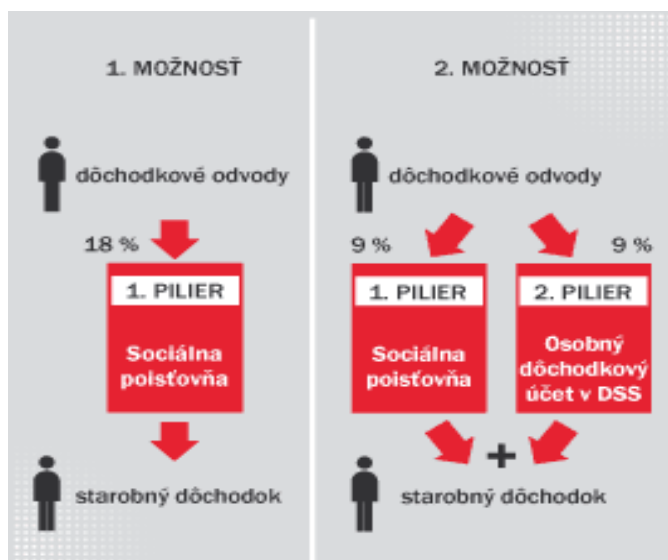 1. MOŽNOSŤ
dôchodkové odvody
18 %
1. PILIER
Sociálna
poisťovňa
starobný dôchodok
2. MOŽNOSŤ
dôchodkové odvody
9 %
9 %
1. PILIER
Sociálna
poisťovňa
2. PILIER
Osobný
dôchodkový
účet v DSS
+
starobný dôchodok